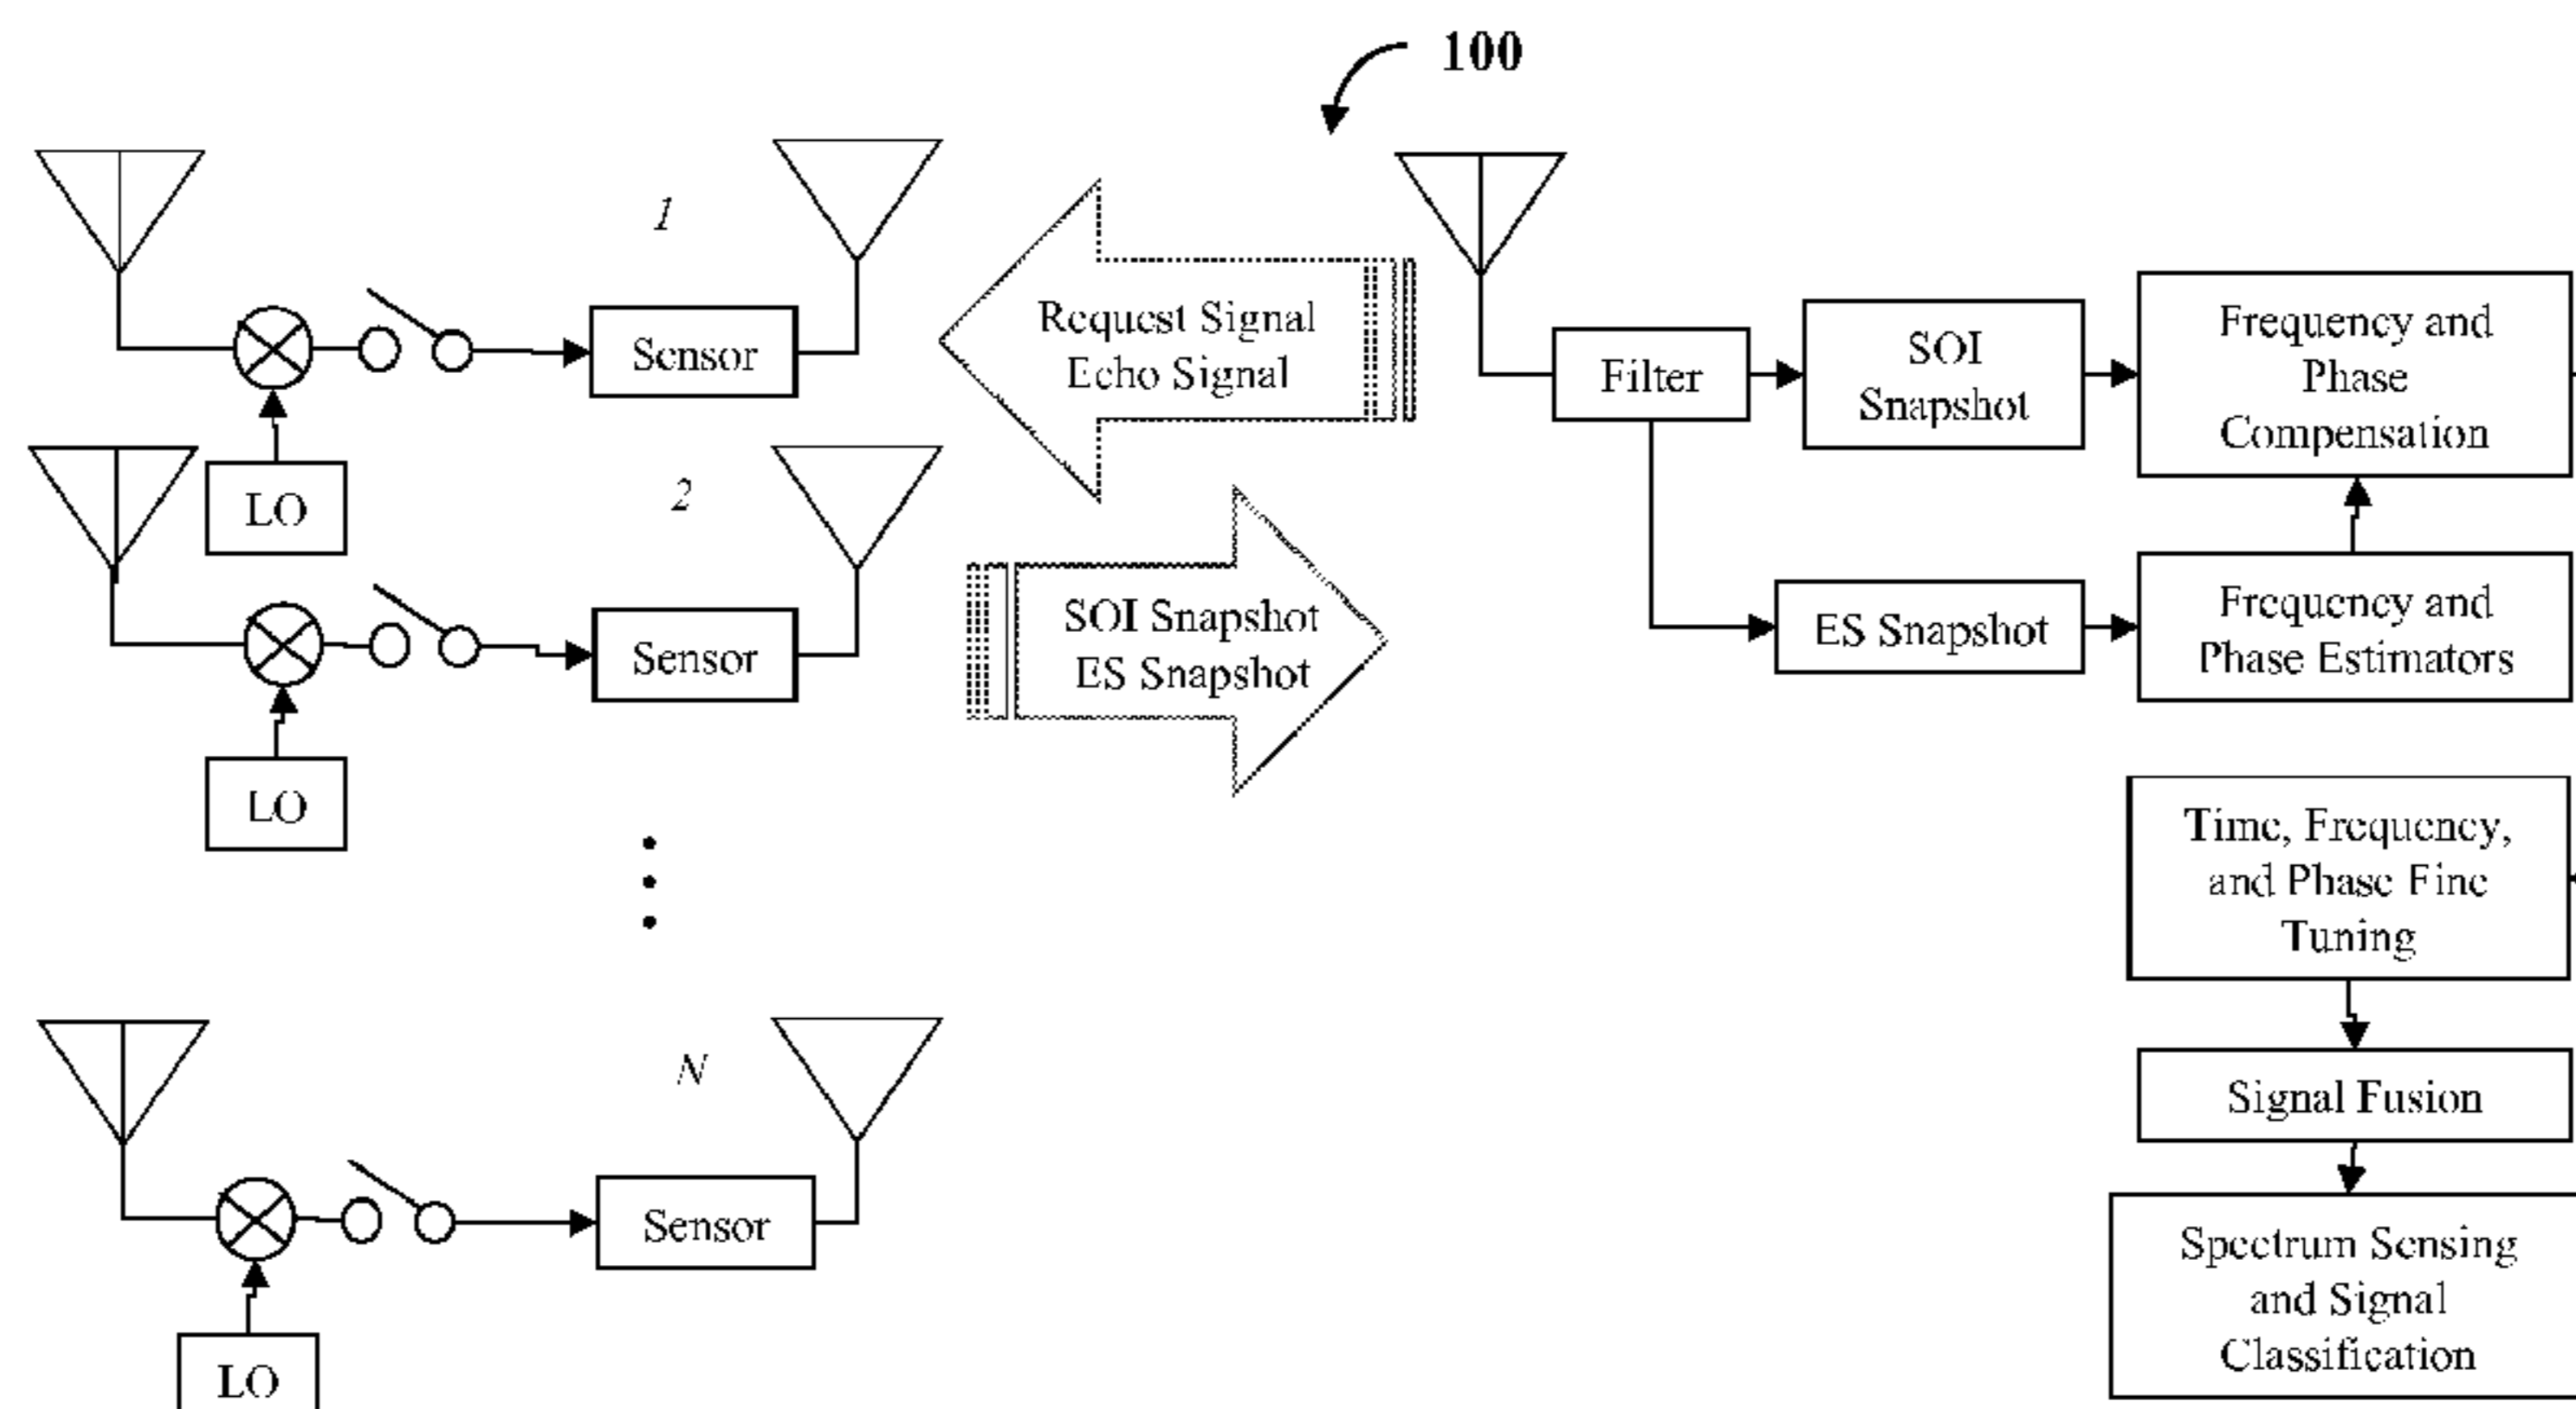 100
1
Sensor
LO
2
Sensor
LO
N
Sensor
LO
Request Signal
Echo Signal
SOI Snapshot
ES Snapshot
Filter
SOI
Snapshot
Frequency and
Phase
Compensation
ES Snapshot
Frequency and
Phase Estimators
Time, Frequency,
and Phase Fine
Tuning
Signal Fusion
Spectrum Sensing
and Signal
Classification